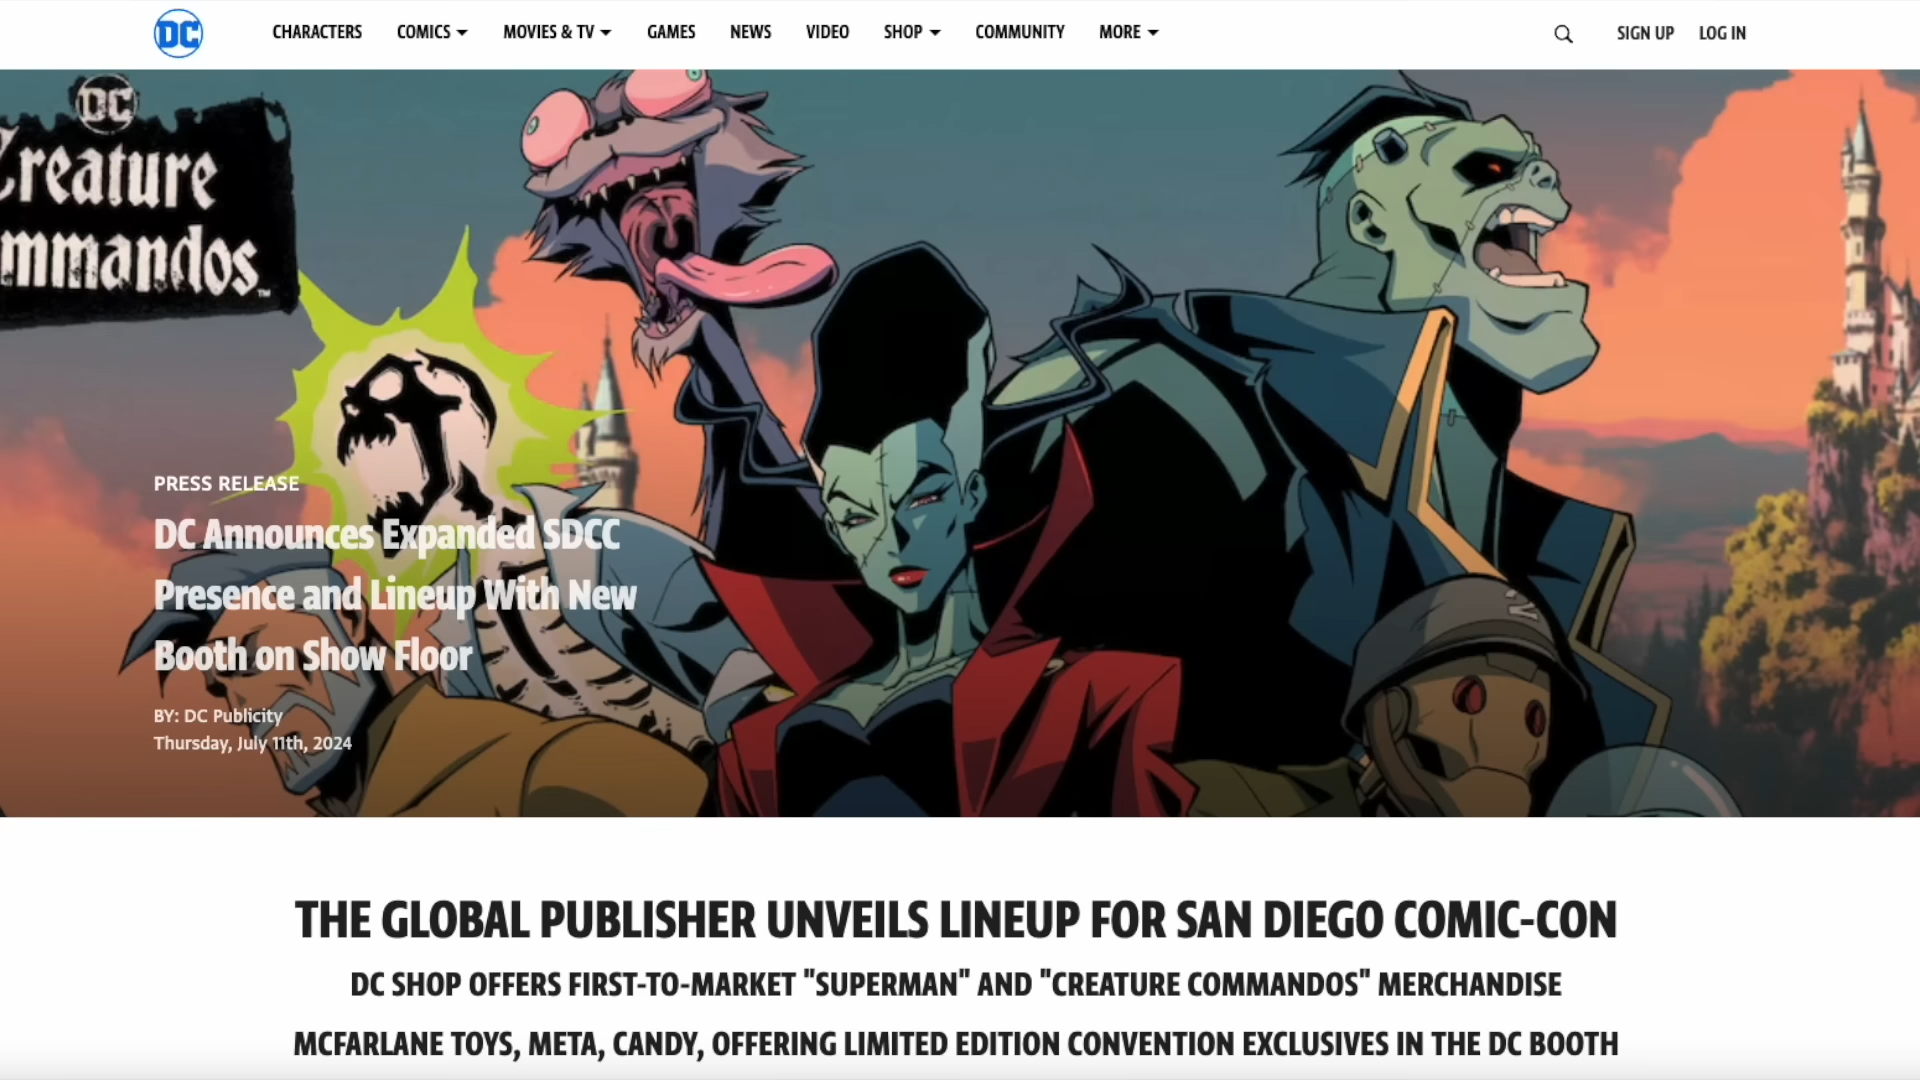 DC
CHARACTERS
COMICS
MOVIES & TV
GAMES
NEWS
VIDEO
SHOP
COMMUNITY
MORE
SIGN UP
LOG IN
DC
Creature
mmandos™
2
PRESS RELEASE
DC Announces Expanded SDCC
Presence and Lineup With New
Booth on Show Floor
BY: DC Publicity
Thursday, July 11th, 2024
THE GLOBAL PUBLISHER UNVEILS LINEUP FOR SAN DIEGO COMIC-CON
DC SHOP OFFERS FIRST-TO-MARKET "SUPERMAN" AND "CREATURE COMMANDOS" MERCHANDISE
MCFARLANE TOYS, META, CANDY, OFFERING LIMITED EDITION CONVENTION EXCLUSIVES IN THE DC BOOTH